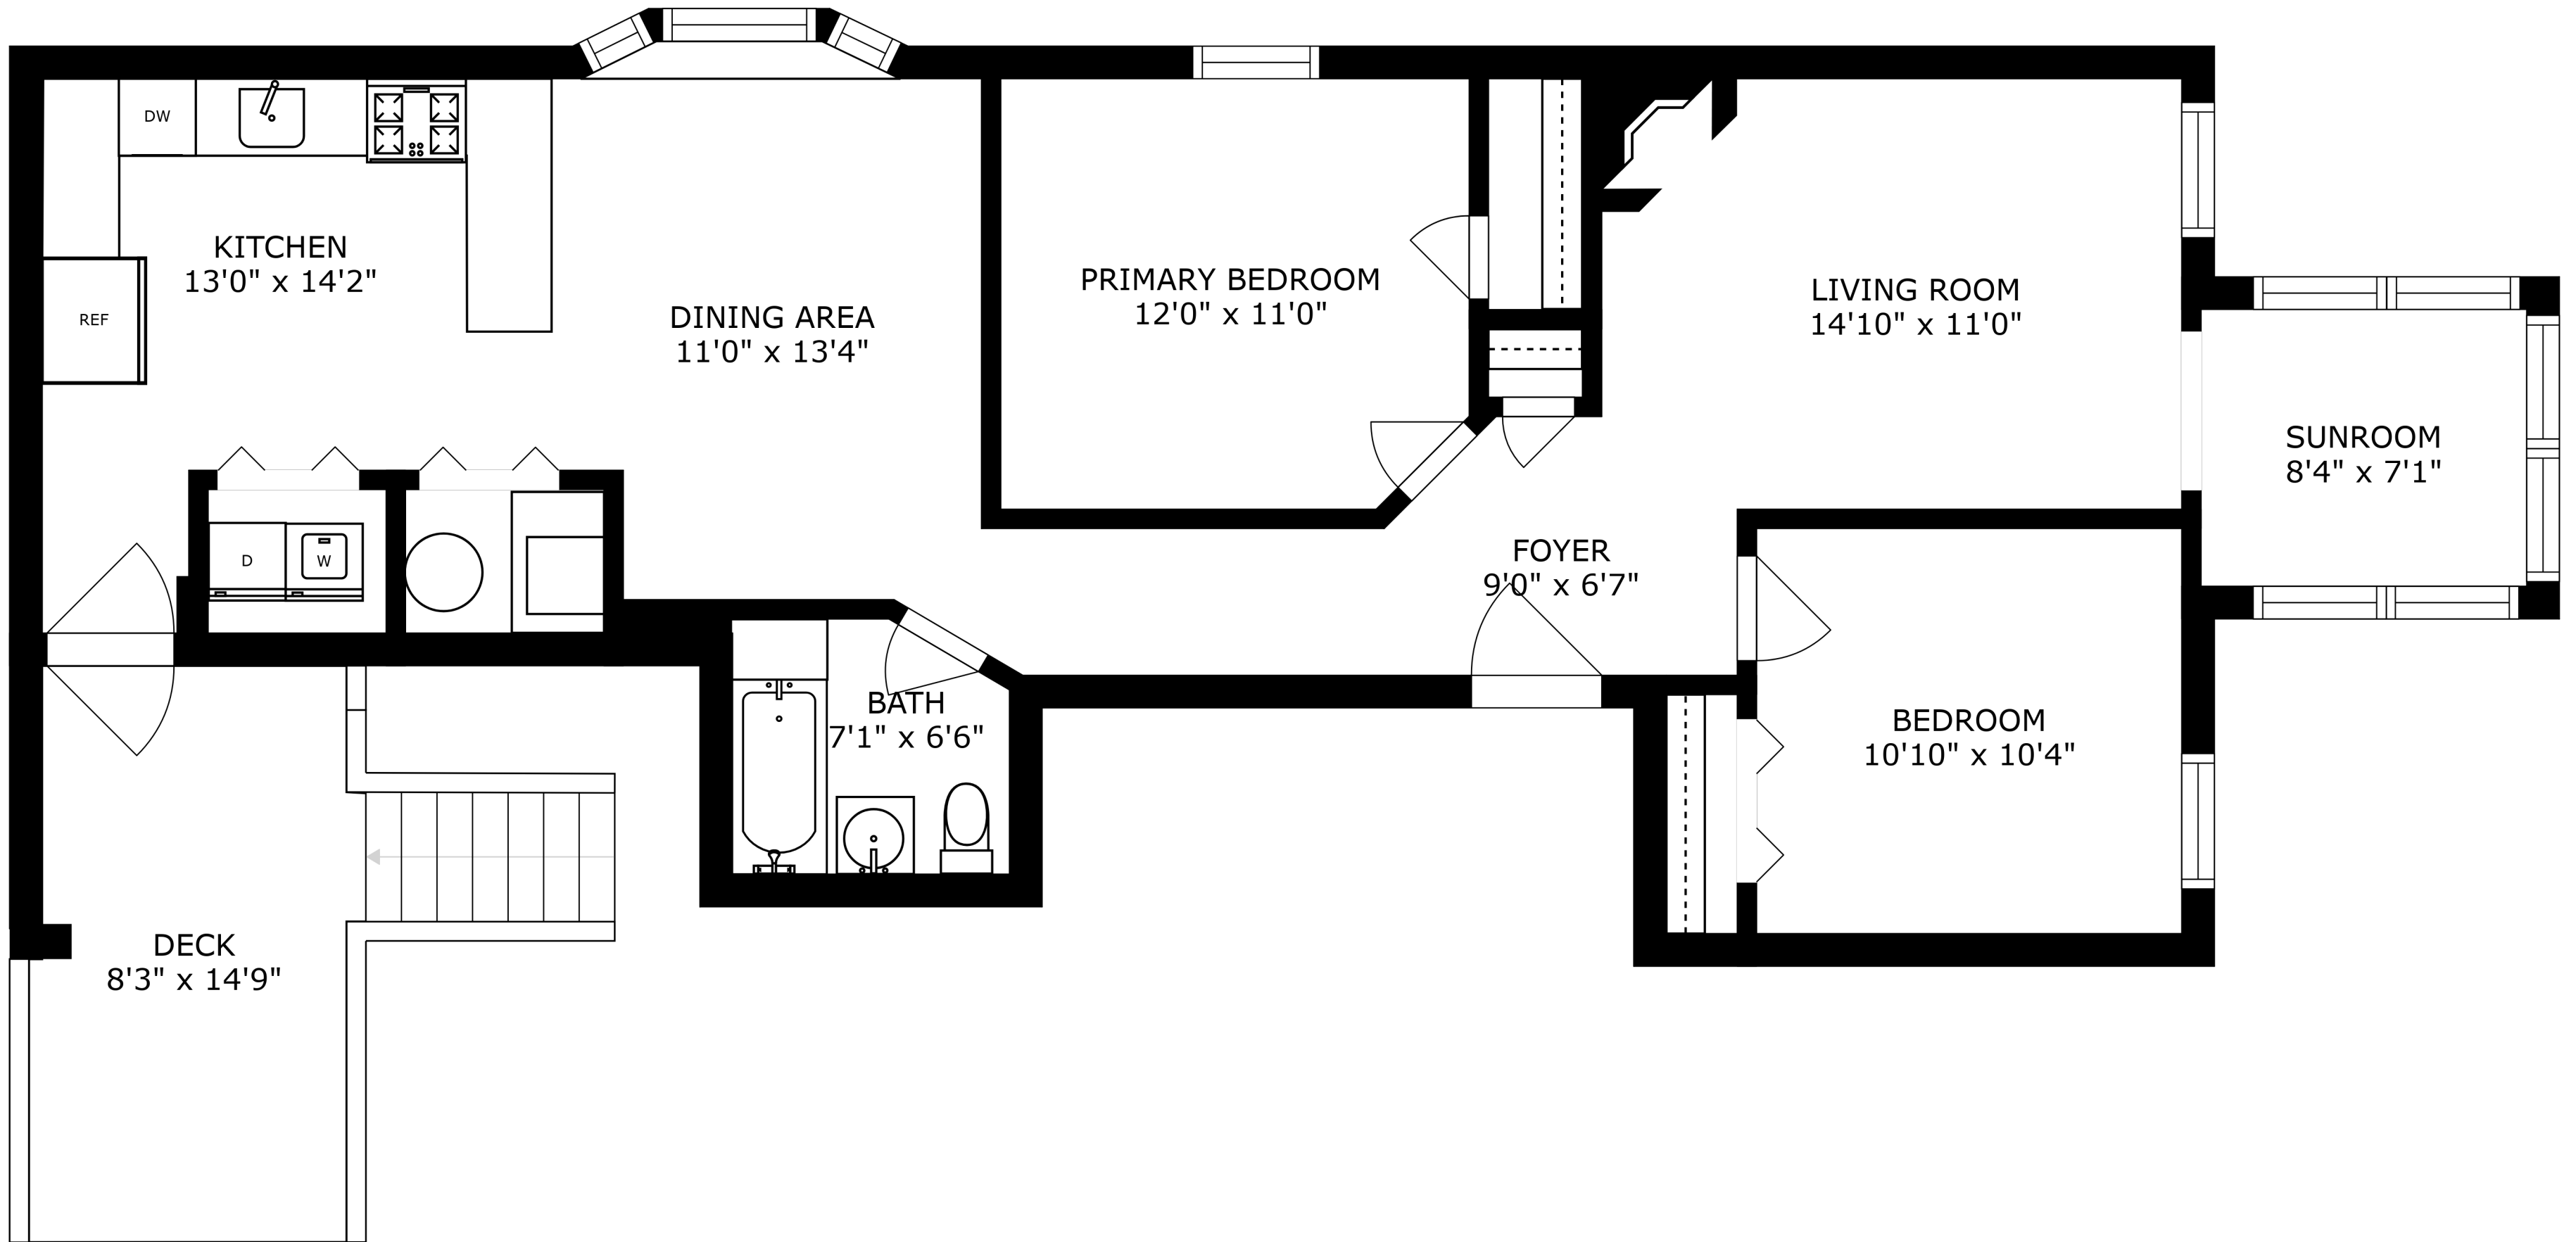 DW
KITCHEN
13'0" x 14'2"
REF
DINING AREA
11'0" x 13'4"
PRIMARY BEDROOM
12'0" x 11'0"
LIVING ROOM
14'10" x 11'0"
SUNROOM
8'4" x 7'1"
D
W
FOYER
9'0" x 6'7"
BATH
7'1" x 6'6"
BEDROOM
10'10" x 10'4"
DECK
8'3" x 14'9"